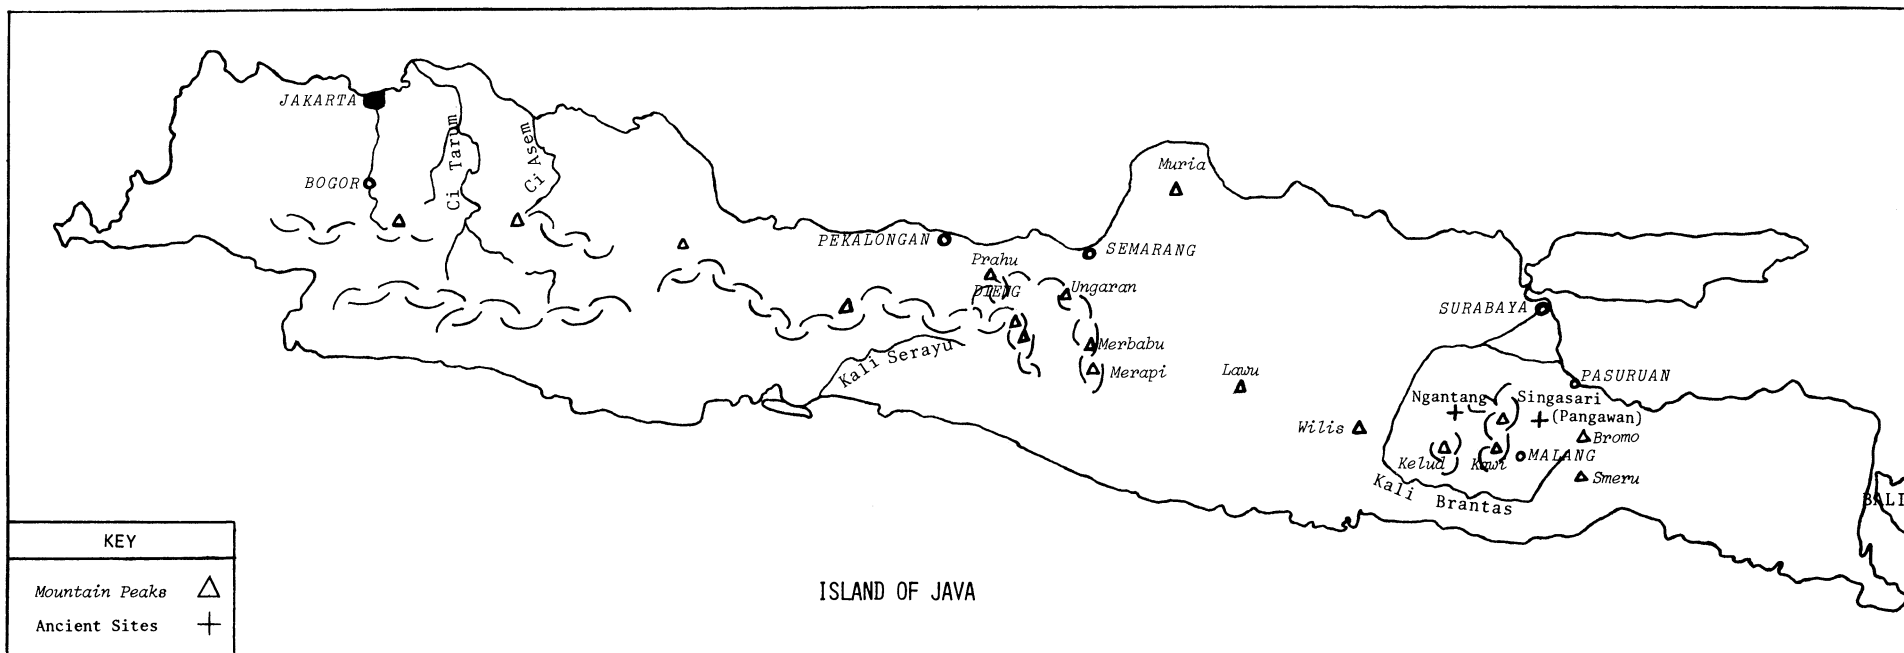 JAKARTA
BOGOR
Ci Tarum
Ci Asem
Muria
PEKALONGAN
SEMARANG
Prahu
DIENG
Ungaran
Merbabu
Merapi
Kali Serayu
Lawu
Wilis
SURABAYA
PASURUAN
Ngantang
Singasari
(Pangawan)
Bromo
Kelud
Kawi
MALANG
Smeru
Kali Brantas
BALI
KEY
Mountain Peaks
Ancient Sites
ISLAND OF JAVA